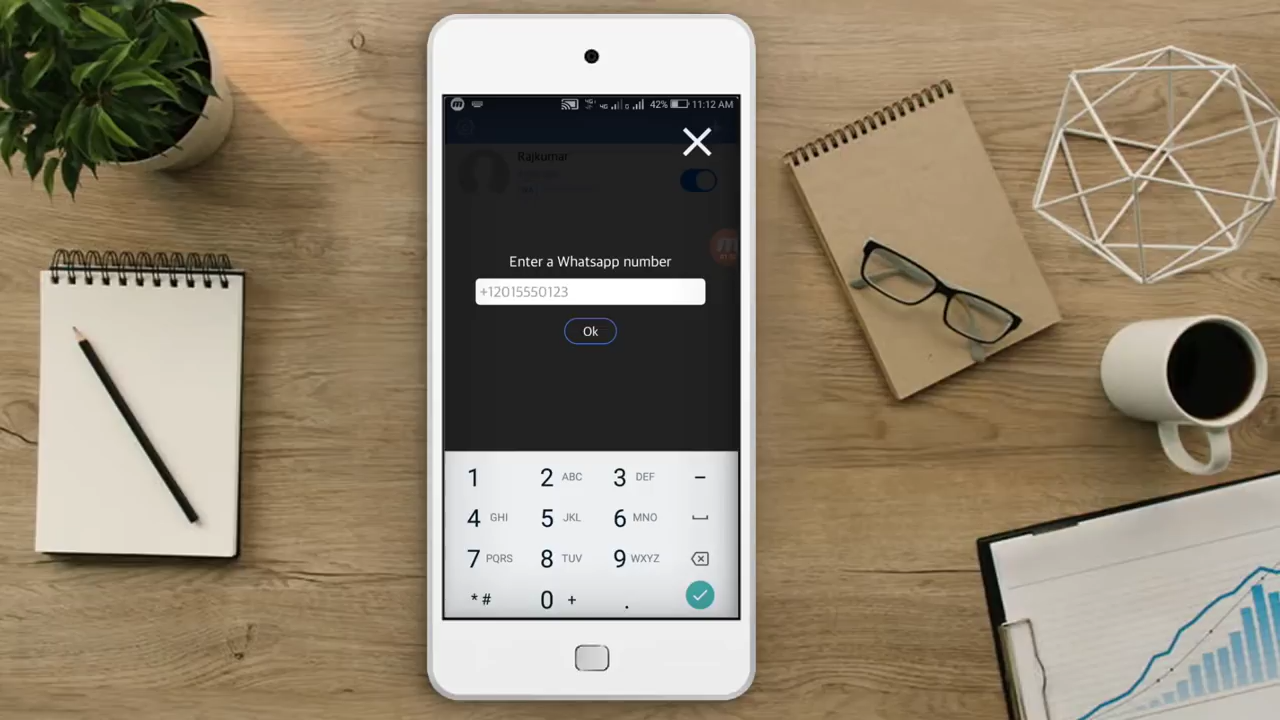 42% 11:12 AM
Rajkumar
Enter a Whatsapp number
+12015550123
Ok
1 2 ABC 3 DEF –
4 GHI 5 JKL 6 MNO
7 PQRS 8 TUV 9 WXYZ
* # 0 + .